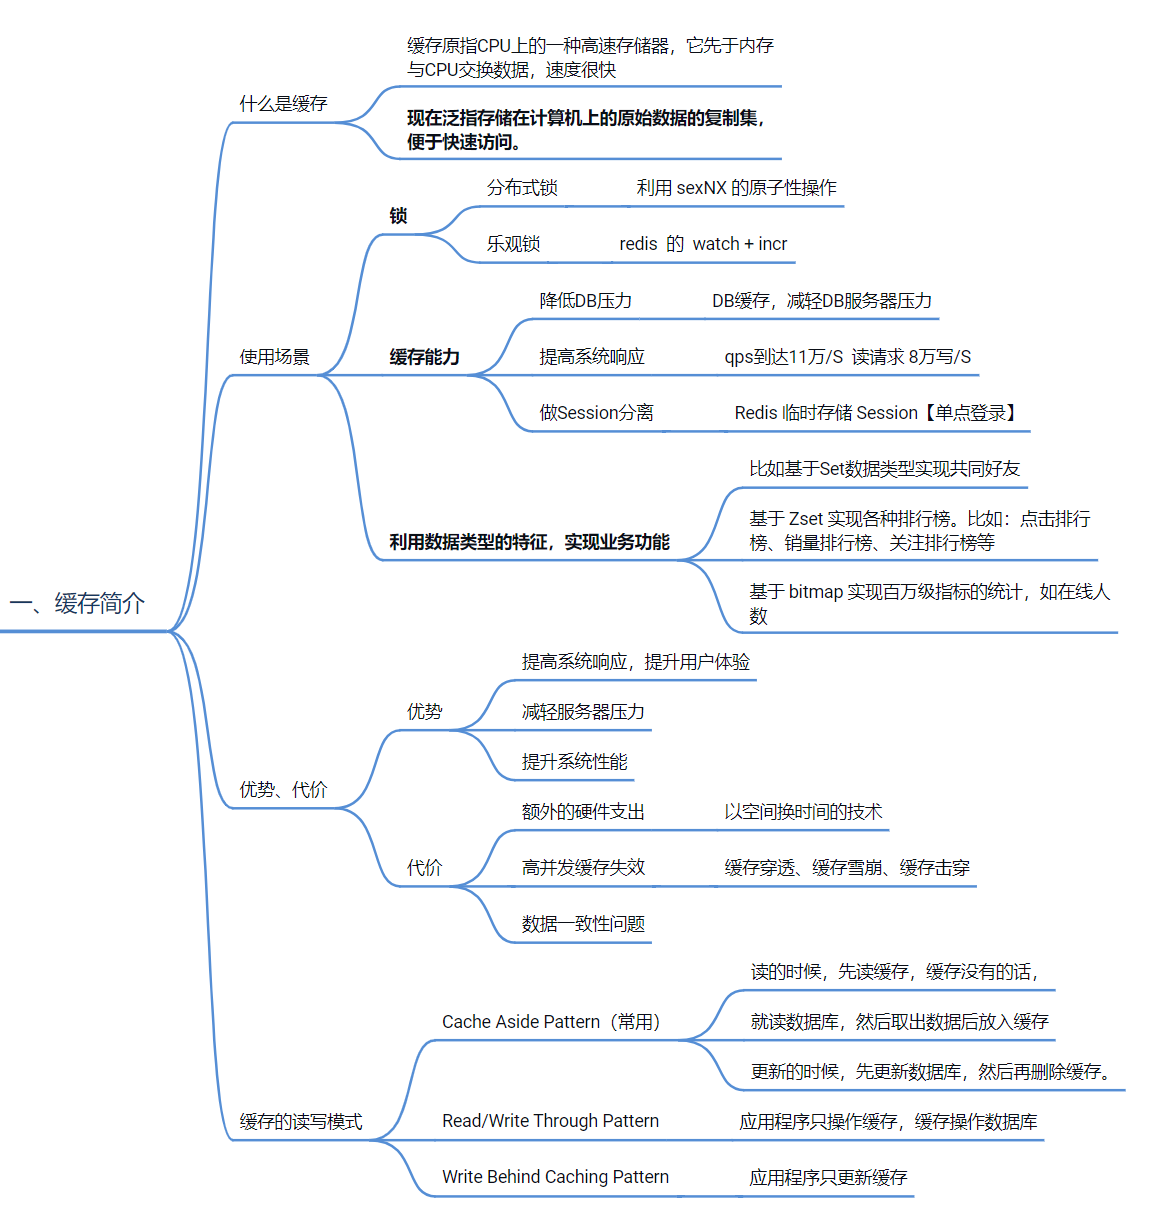 一、缓存简介
什么是缓存
缓存原指CPU上的一种高速存储器，它先于内存
与CPU交换数据，速度很快
现在泛指存储在计算机上的原始数据的复制集，
便于快速访问。
使用场景
锁
分布式锁
利用 sexNX 的原子性操作
乐观锁
redis 的 watch + incr
缓存能力
降低DB压力
DB缓存，减轻DB服务器压力
提高系统响应
qps到达11万/S 读请求 8万写/S
做Session分离
Redis 临时存储 Session【单点登录】
利用数据类型的特征，实现业务功能
比如基于Set数据类型实现共同好友
基于 Zset 实现各种排行榜。比如：点击排行
榜、销量排行榜、关注排行榜等
基于 bitmap 实现百万级指标的统计，如在线人
数
优势、代价
优势
提高系统响应，提升用户体验
减轻服务器压力
提升系统性能
代价
额外的硬件支出
以空间换时间的技术
高并发缓存失效
缓存穿透、缓存雪崩、缓存击穿
数据一致性问题
缓存的读写模式
Cache Aside Pattern（常用）
读的时候，先读缓存，缓存没有的话，
就读数据库，然后取出数据后放入缓存
更新的时候，先更新数据库，然后再删除缓存。
Read/Write Through Pattern
应用程序只操作缓存，缓存操作数据库
Write Behind Caching Pattern
应用程序只更新缓存